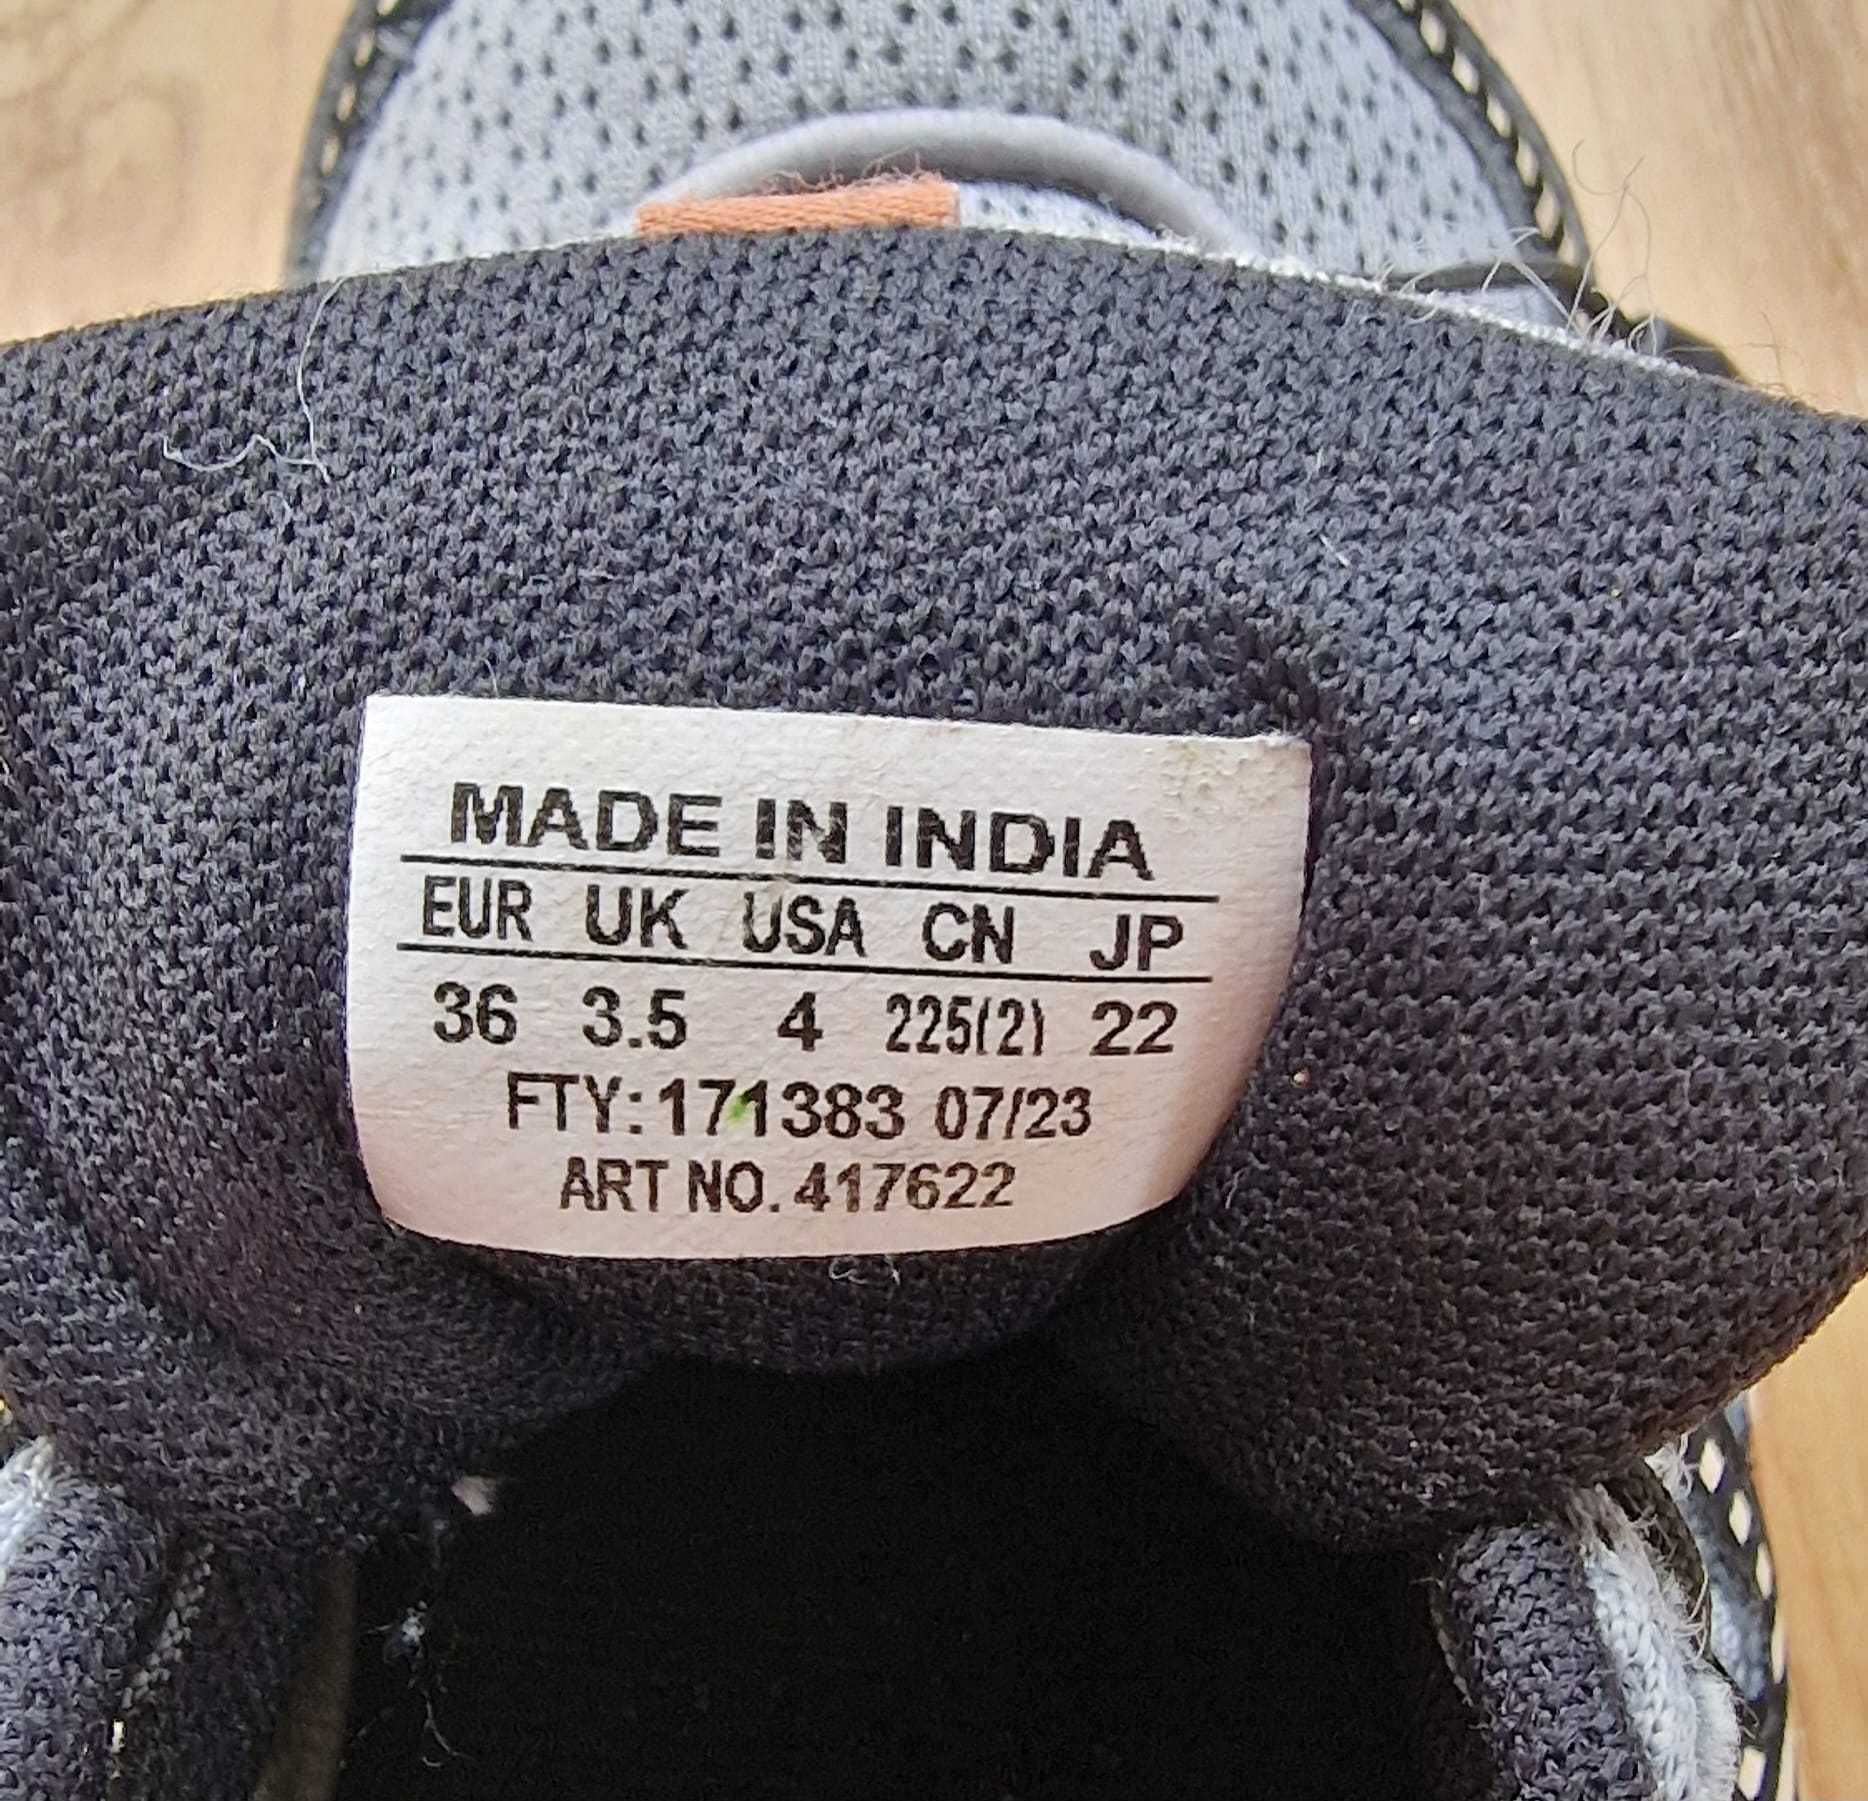 MADE IN INDIA
EUR UK USA CN JP
36 3.5 4 225(2) 22
FTY: 171383 07/23
ART NO. 417622